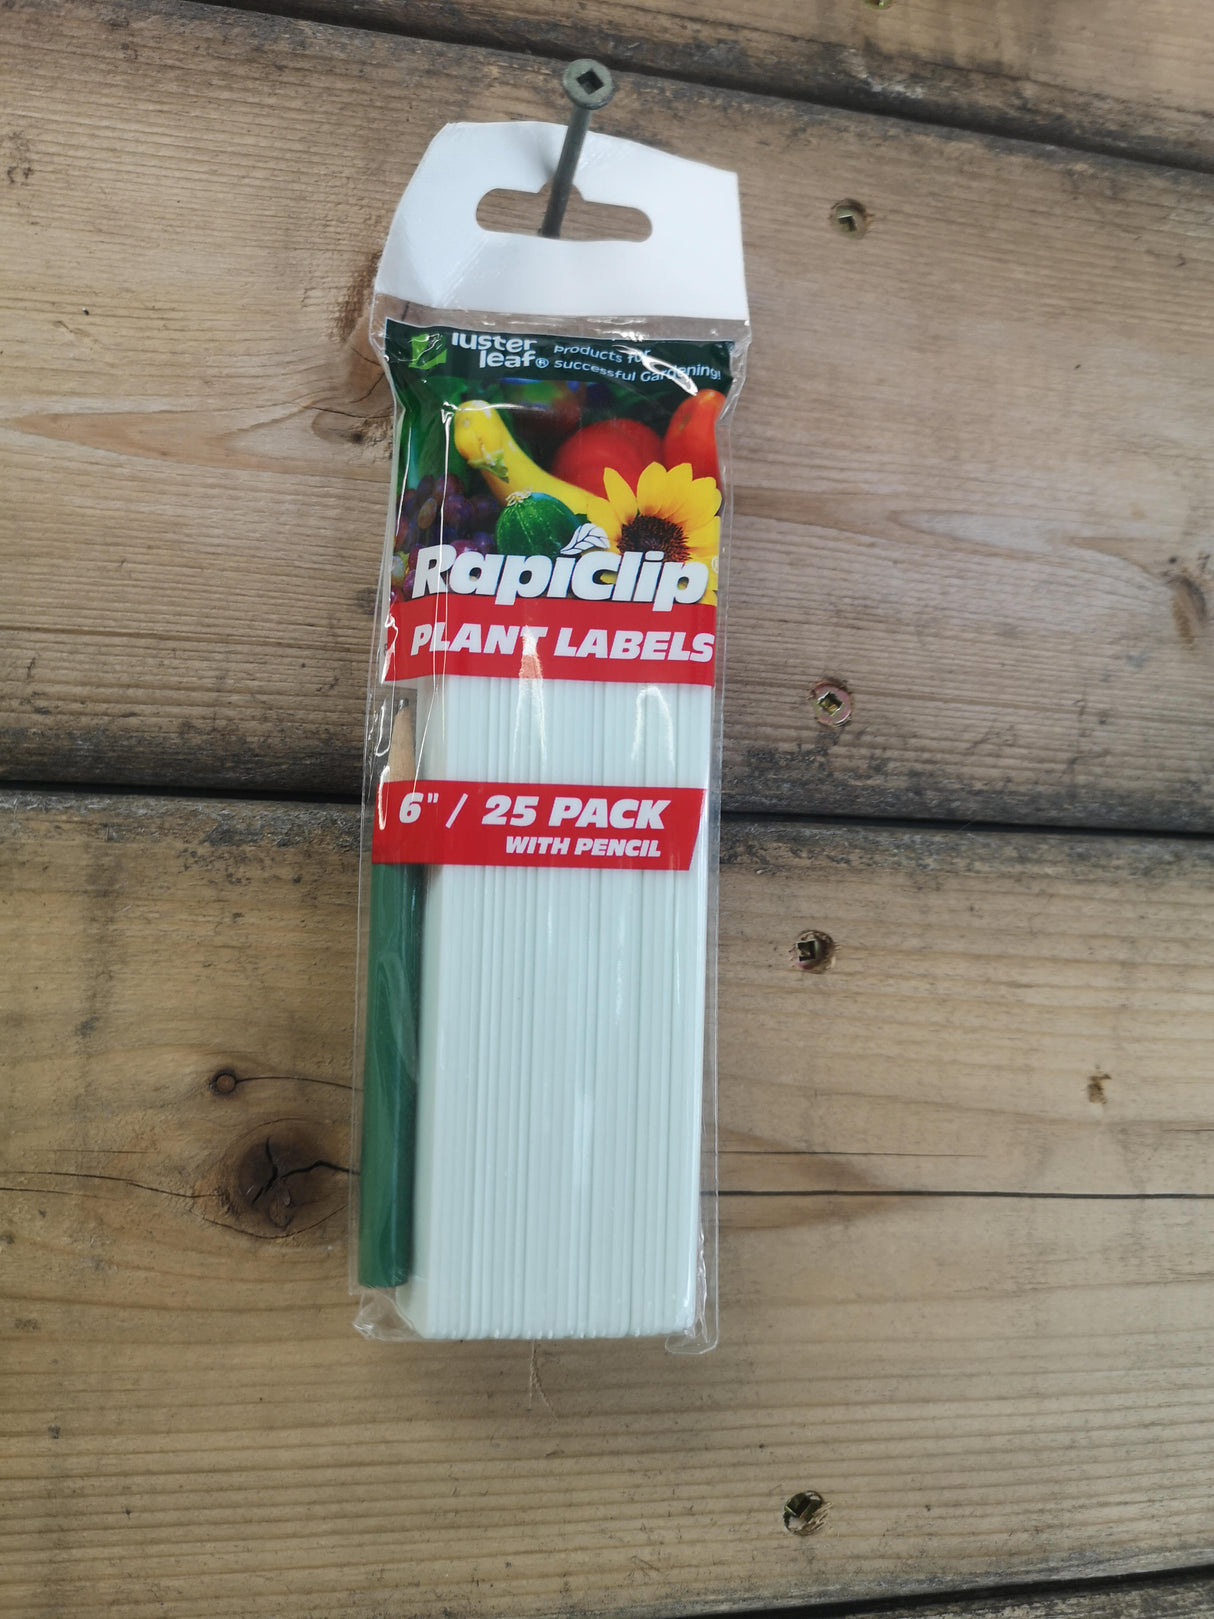 luster
leaf® products for
successful Gardening!
RapiClip
PLANT LABELS
6" / 25 PACK
WITH PENCIL